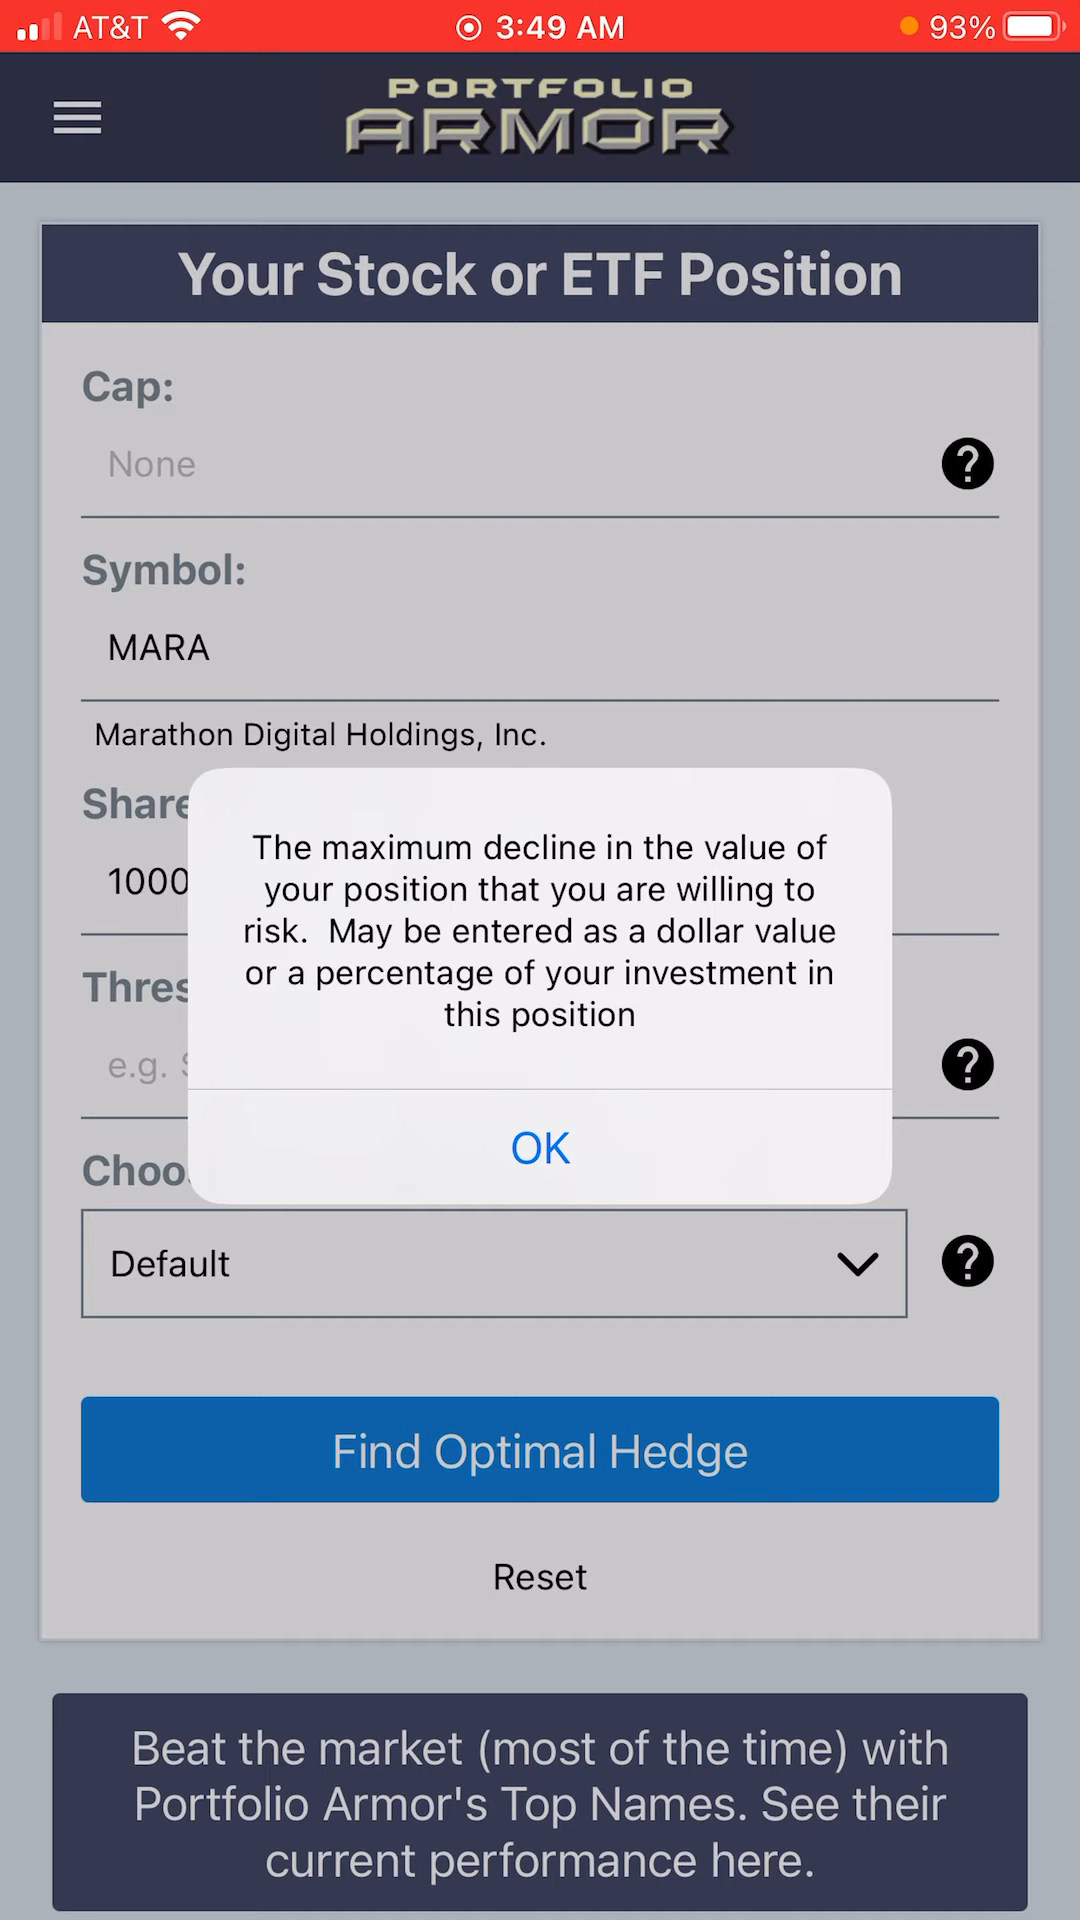 AT&T 3:49 AM 93%
PORTFOLIO
ARMOR
Your Stock or ETF Position
Cap:
None
Symbol:
MARA
Marathon Digital Holdings, Inc.
Share
1000
The maximum decline in the value of
your position that you are willing to
risk. May be entered as a dollar value
or a percentage of your investment in
this position
Thres
e.g.
OK
Choo
Default
Find Optimal Hedge
Reset
Beat the market (most of the time) with
Portfolio Armor's Top Names. See their
current performance here.